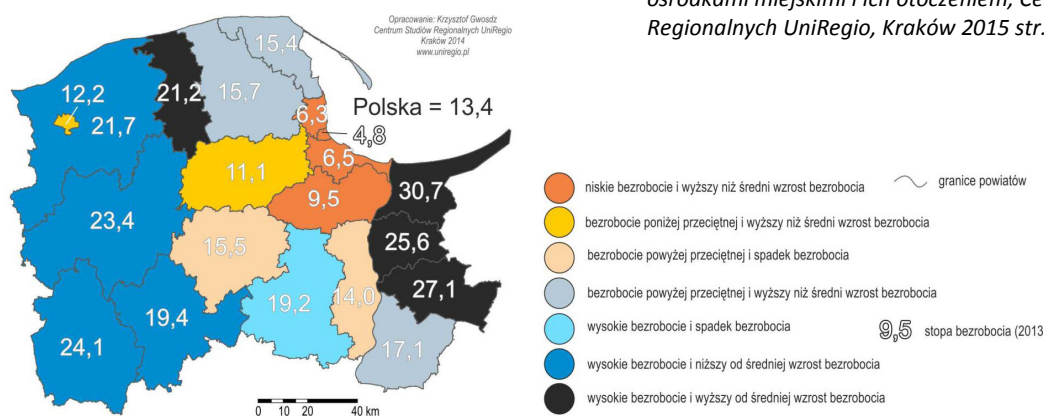 ośrodkami miejskimi i ich otoczeniem, Ce
Regionalnych UniRegio, Kraków 2015 str.
Opracowanie: Krzysztof Gwosdz
Centrum Studiów Regionalnych UniRegio
Kraków 2014
www.uniregio.pl
15,4
12,2
21,2
15,7
21,7
6,3
Polska = 13,4
4,8
6,5
11,1
9,5
30,7
23,4
15,5
25,6
27,1
19,2
14,0
19,4
24,1
17,1
0 10 20 40 km
niskie bezrobocie i wyższy niż średni wzrost bezrobocia
granice powiatów
bezrobocie poniżej przeciętnej i wyższy niż średni wzrost bezrobocia
bezrobocie powyżej przeciętnej i spadek bezrobocia
bezrobocie powyżej przeciętnej i wyższy niż średni wzrost bezrobocia
wysokie bezrobocie i spadek bezrobocia
9,5 stopa bezrobocia (2013
wysokie bezrobocie i niższy od średniej wzrost bezrobocia
wysokie bezrobocie i wyższy od średniej wzrost bezrobocia